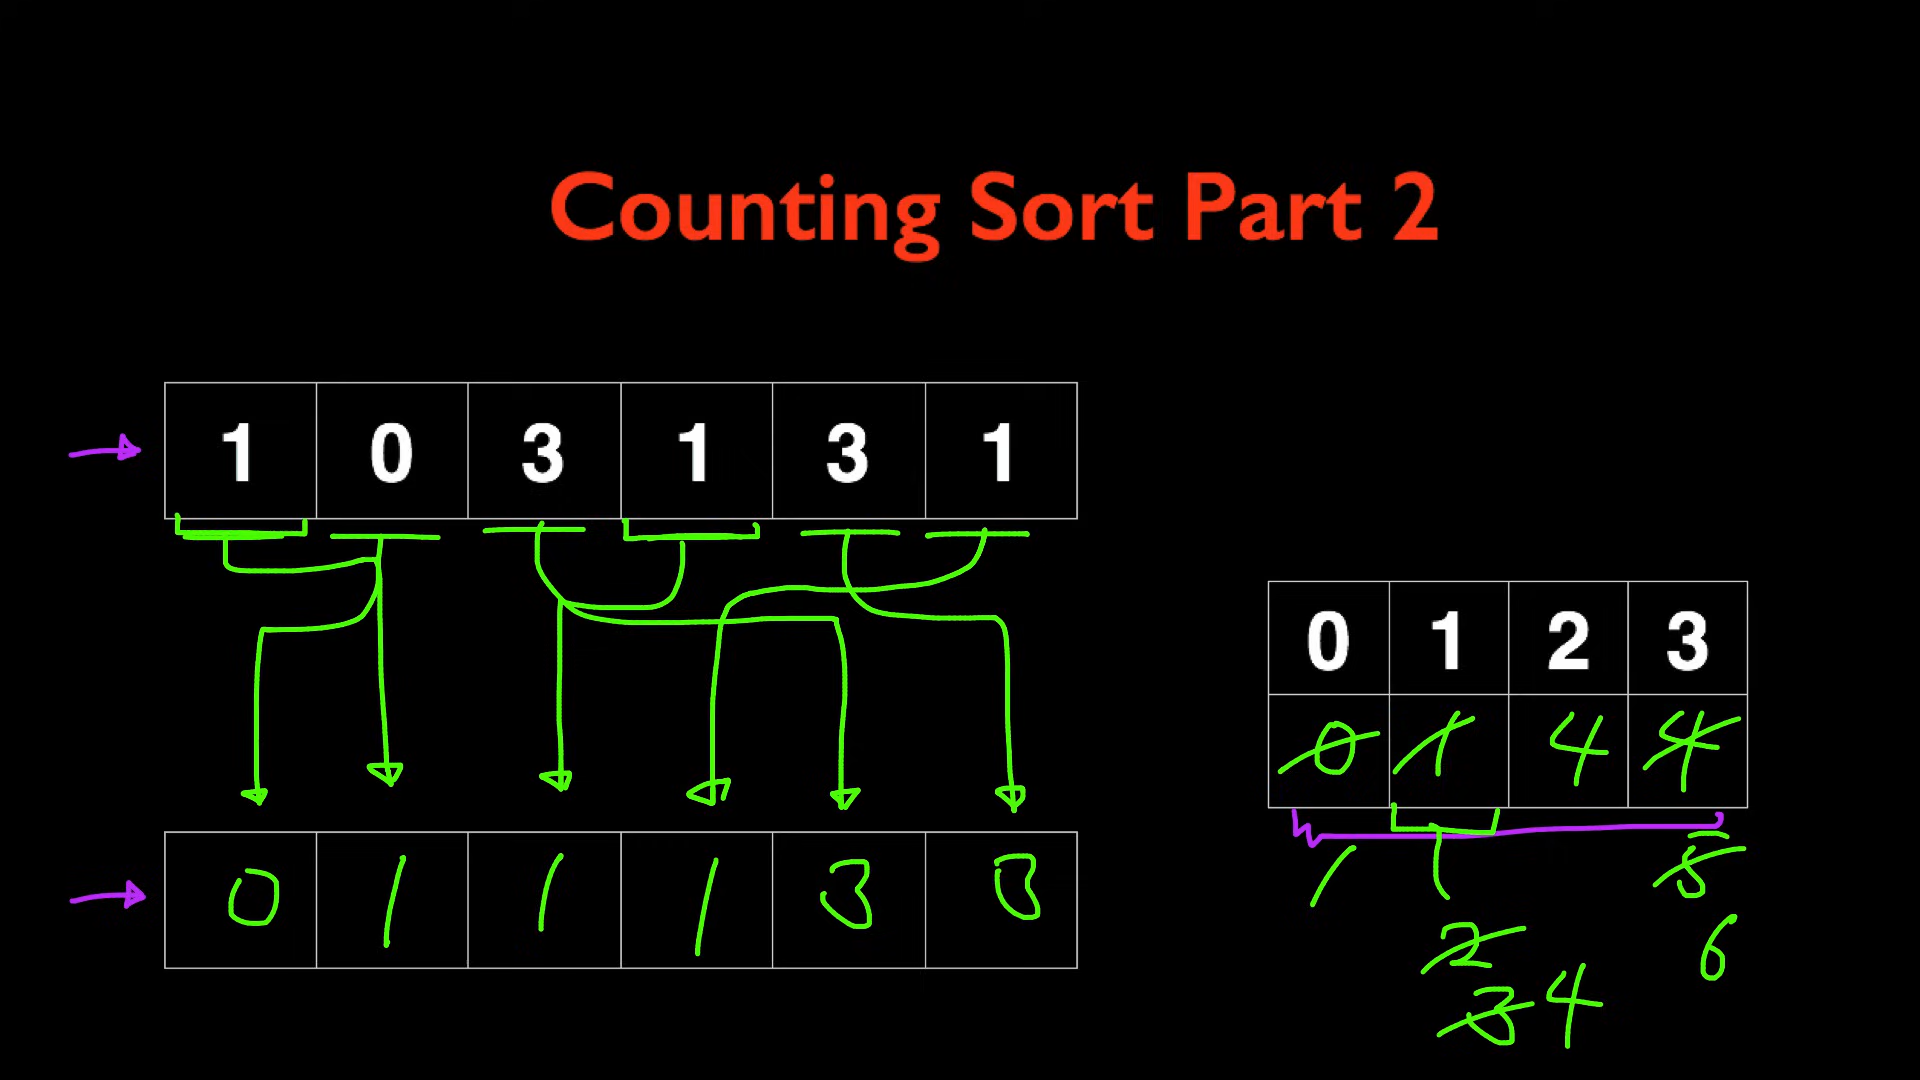 Counting Sort Part 2
1 0 3 1 3 1
0 1 2 3
0 1 4 4
5
2
6
3 4
0 1 1 1 3 3